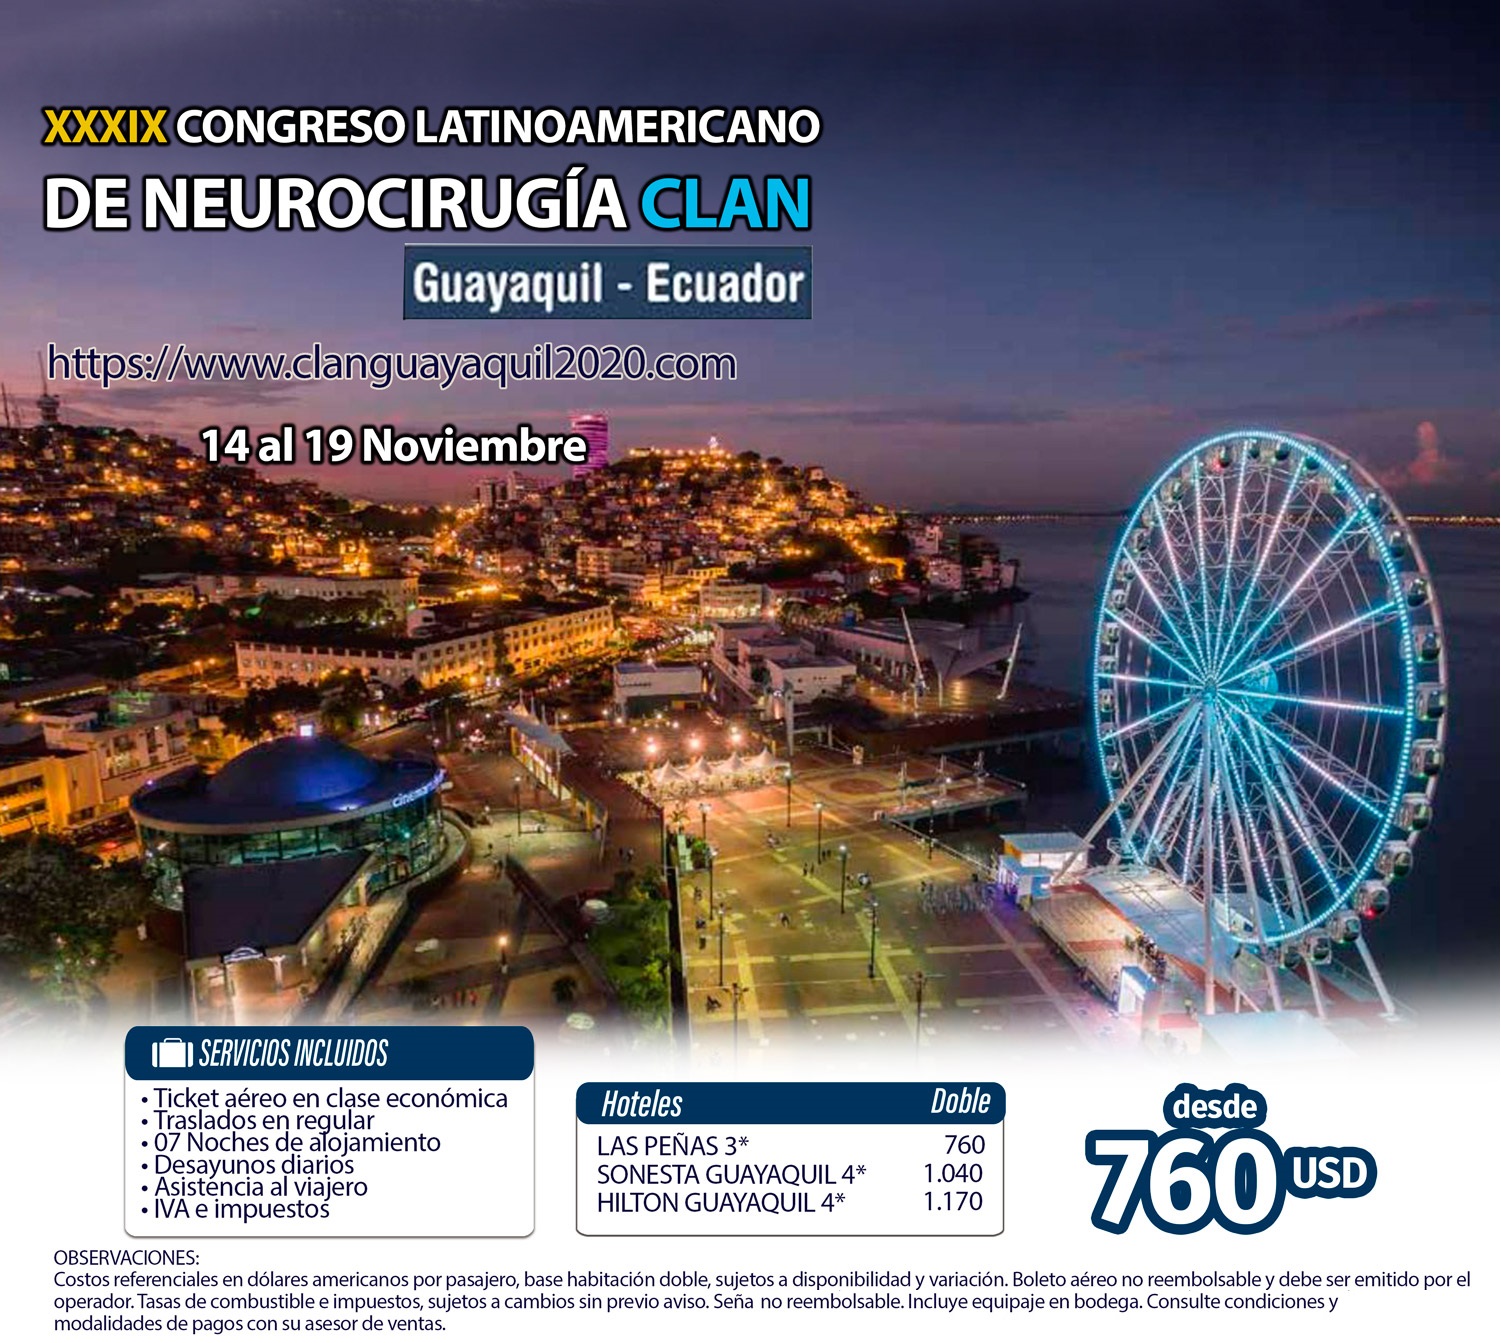 XXXIX CONGRESO LATINOAMERICANO
DE NEUROCIRUGÍA CLAN
Guayaquil - Ecuador
https://www.clanguayaquil2020.com
14 al 19 Noviembre
SERVICIOS INCLUIDOS
• Ticket aéreo en clase económica
• Traslados en regular
• 07 Noches de alojamiento
• Desayunos diarios
• Asistencia al viajero
• IVA e impuestos
Hoteles Doble
LAS PEÑAS 3* 760
SONESTA GUAYAQUIL 4* 1.040
HILTON GUAYAQUIL 4* 1.170
desde
760 USD
OBSERVACIONES:
Costos referenciales en dólares americanos por pasajero, base habitación doble, sujetos a disponibilidad y variación. Boleto aéreo no reembolsable y debe ser emitido por el
operador. Tasas de combustible e impuestos, sujetos a cambios sin previo aviso. Seña no reembolsable. Incluye equipaje en bodega. Consulte condiciones y
modalidades de pagos con su asesor de ventas.